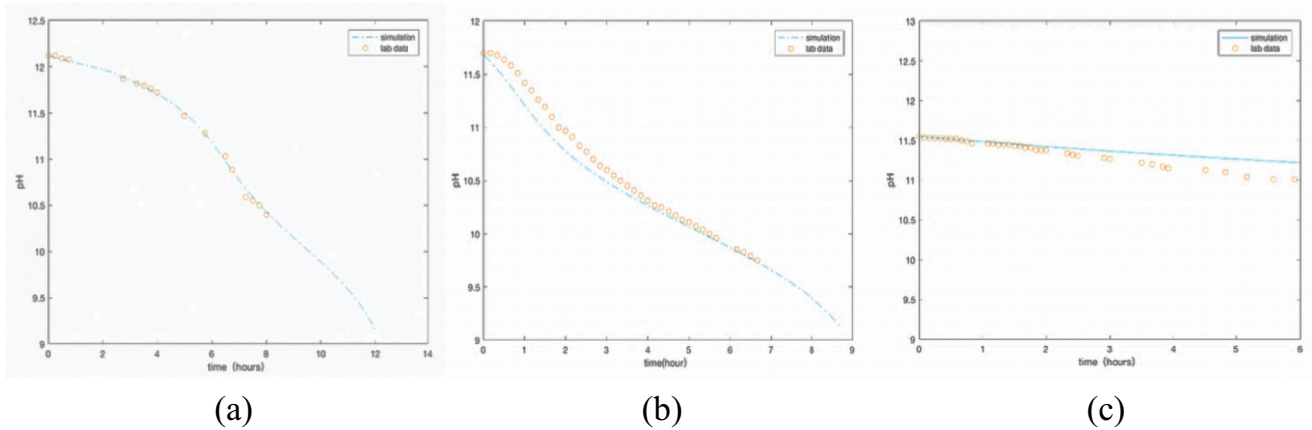 12.5
12
11.5
11
10.5
10
9.5
9
pH
0 2 4 6 8 10 12 14
time (hours)
simulation
lab data
(a)
12
11.5
11
10.5
10
9.5
9
pH
0 1 2 3 4 5 6 7 8 9
time(hour)
simulation
lab data
(b)
13
12.5
12
11.5
11
10.5
10
9.5
9
pH
0 1 2 3 4 5 6
time (hours)
simulation
lab data
(c)